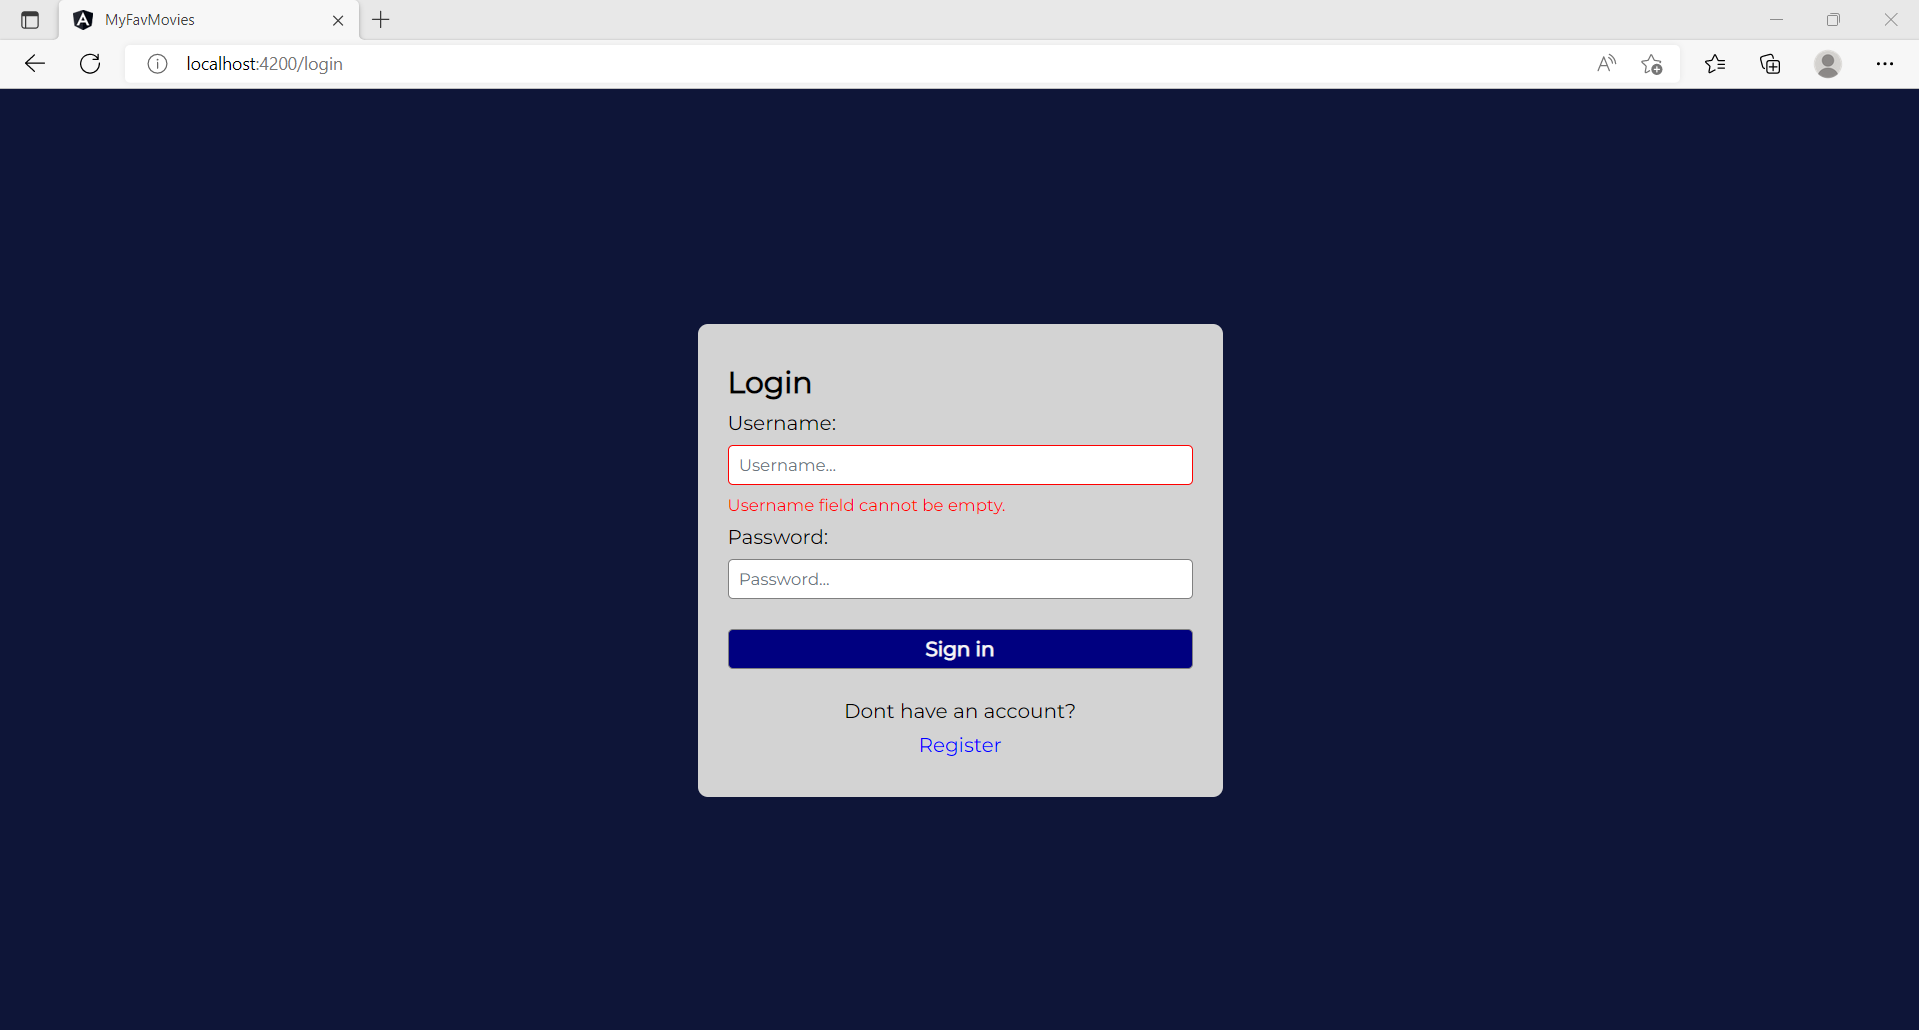 MyFavMovies
localhost:4200/login
Login
Username:
Username...
Username field cannot be empty.
Password:
Password...
Sign in
Dont have an account?
Register